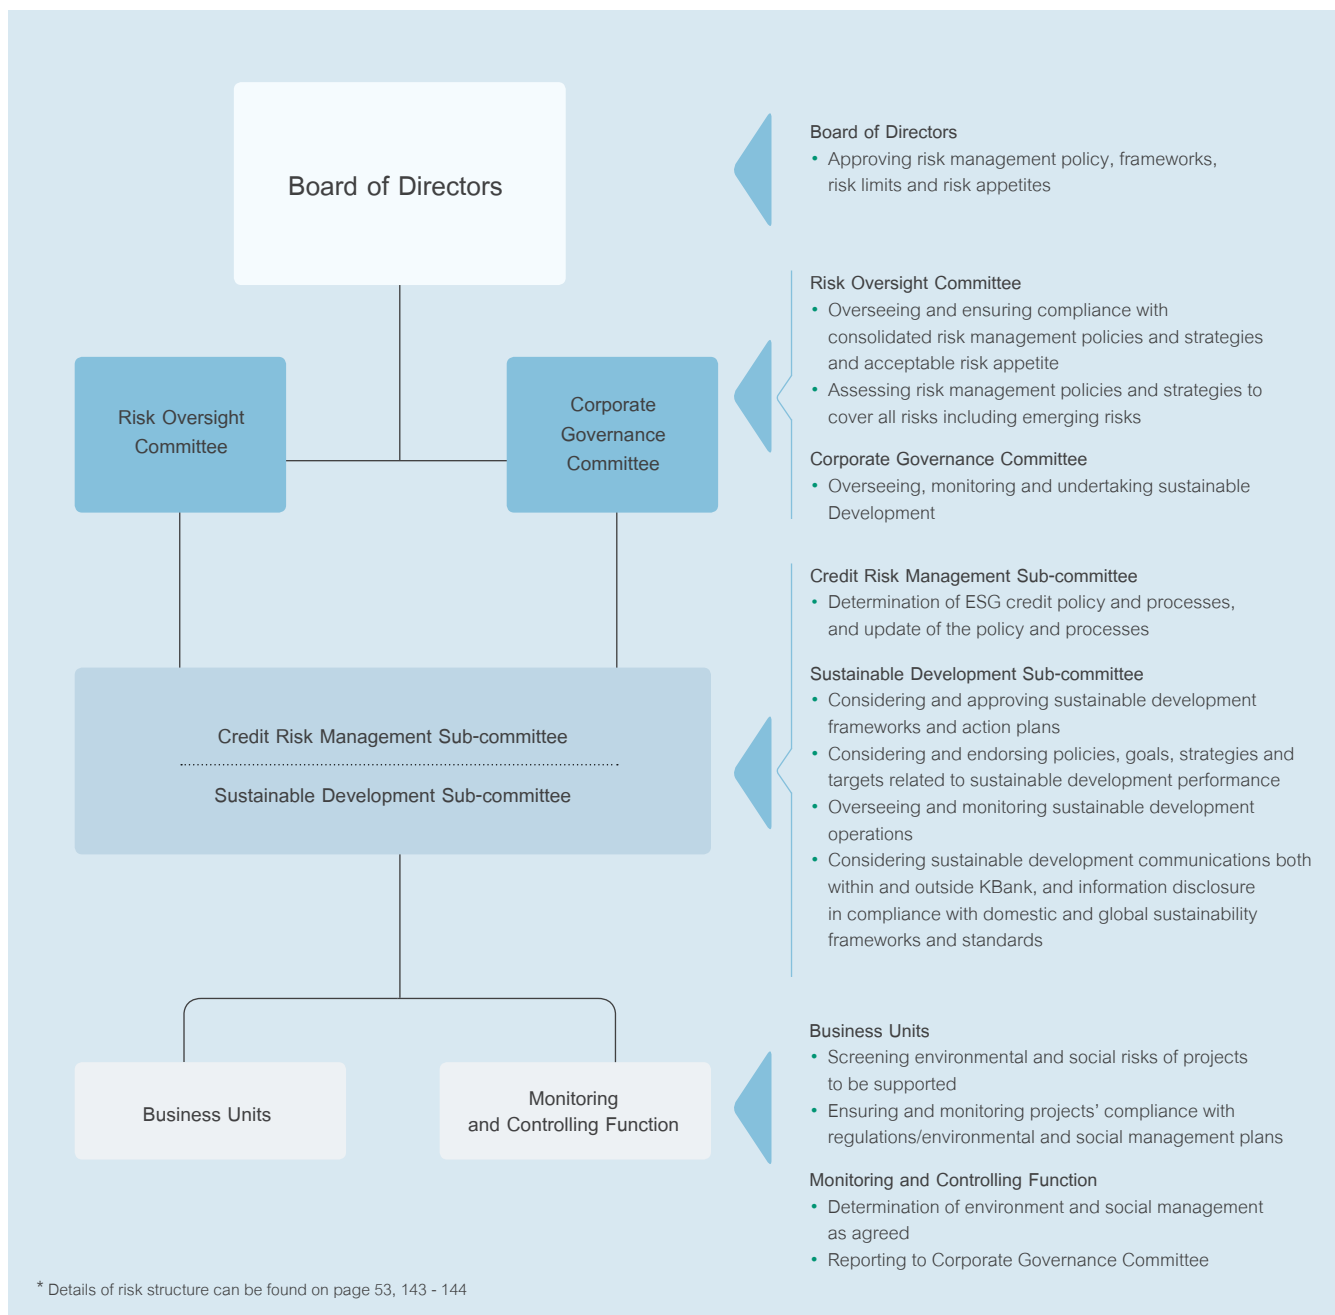 Board of Directors
Risk Oversight
Committee
Corporate
Governance
Committee
Credit Risk Management Sub-committee
Sustainable Development Sub-committee
Business Units
Monitoring
and Controlling Function
Board of Directors
• Approving risk management policy, frameworks,
risk limits and risk appetites
Risk Oversight Committee
• Overseeing and ensuring compliance with
consolidated risk management policies and strategies
and acceptable risk appetite
• Assessing risk management policies and strategies to
cover all risks including emerging risks
Corporate Governance Committee
• Overseeing, monitoring and undertaking sustainable
Development
Credit Risk Management Sub-committee
• Determination of ESG credit policy and processes,
and update of the policy and processes
Sustainable Development Sub-committee
• Considering and approving sustainable development
frameworks and action plans
• Considering and endorsing policies, goals, strategies and
targets related to sustainable development performance
• Overseeing and monitoring sustainable development
operations
• Considering sustainable development communications both
within and outside KBank, and information disclosure
in compliance with domestic and global sustainability
frameworks and standards
Business Units
• Screening environmental and social risks of projects
to be supported
• Ensuring and monitoring projects’ compliance with
regulations/environmental and social management plans
Monitoring and Controlling Function
• Determination of environment and social management
as agreed
• Reporting to Corporate Governance Committee
* Details of risk structure can be found on page 53, 143 - 144